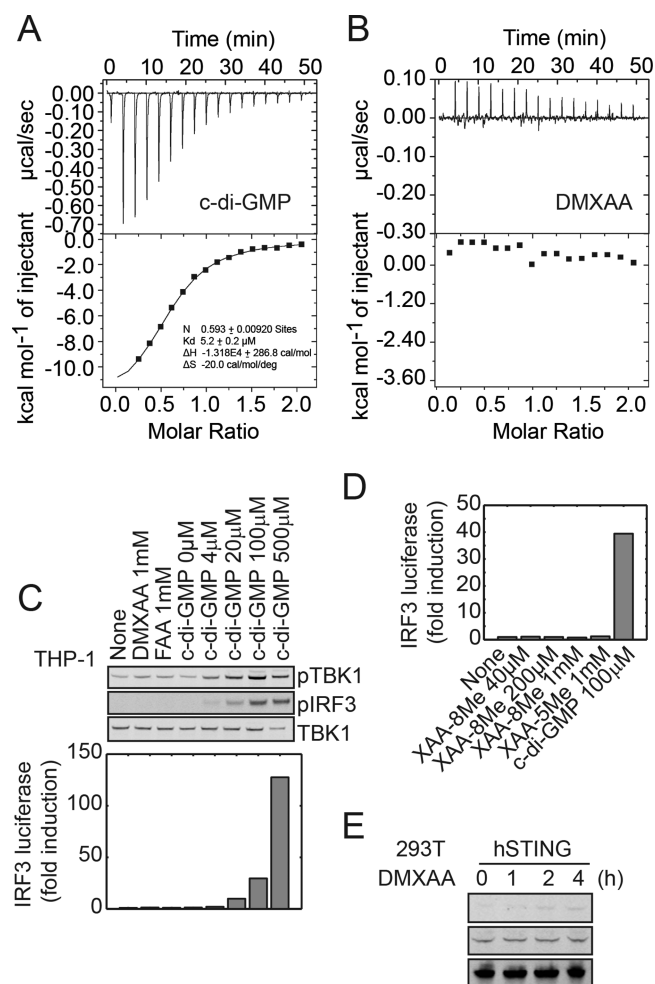 A
Time (min)
0 10 20 30 40 50
0.00
-0.10
-0.20
-0.30
-0.40
-0.50
-0.60
-0.70
µcal/sec
c-di-GMP
0.0
-2.0
-4.0
-6.0
-8.0
-10.0
kcal mol-1 of injectant
N 0.593 ± 0.00920 Sites
Kd 5.2 ± 0.2 µM
ΔH -1.318E4 ± 286.8 cal/mol
ΔS -20.0 cal/mol/deg
0.0 0.5 1.0 1.5 2.0
Molar Ratio
B
Time (min)
0 10 20 30 40 50
0.10
0.00
-0.10
-0.20
-0.30
µcal/sec
DMXAA
0.00
-1.20
-2.40
-3.60
kcal mol-1 of injectant
0.0 0.5 1.0 1.5 2.0
Molar Ratio
C
THP-1
None
DMXAA 1mM
FAA 1mM
c-di-GMP 0µM
c-di-GMP 4µM
c-di-GMP 20µM
c-di-GMP 100µM
c-di-GMP 500µM
pTBK1
pIRF3
TBK1
IRF3 luciferase
(fold induction)
150
100
50
0
D
IRF3 luciferase
(fold induction)
50
40
30
20
10
0
None
XAA-8Me 40µM
XAA-8Me 200µM
XAA-8Me 1mM
XAA-5Me 1mM
c-di-GMP 100µM
E
293T hSTING
DMXAA 0 1 2 4 (h)